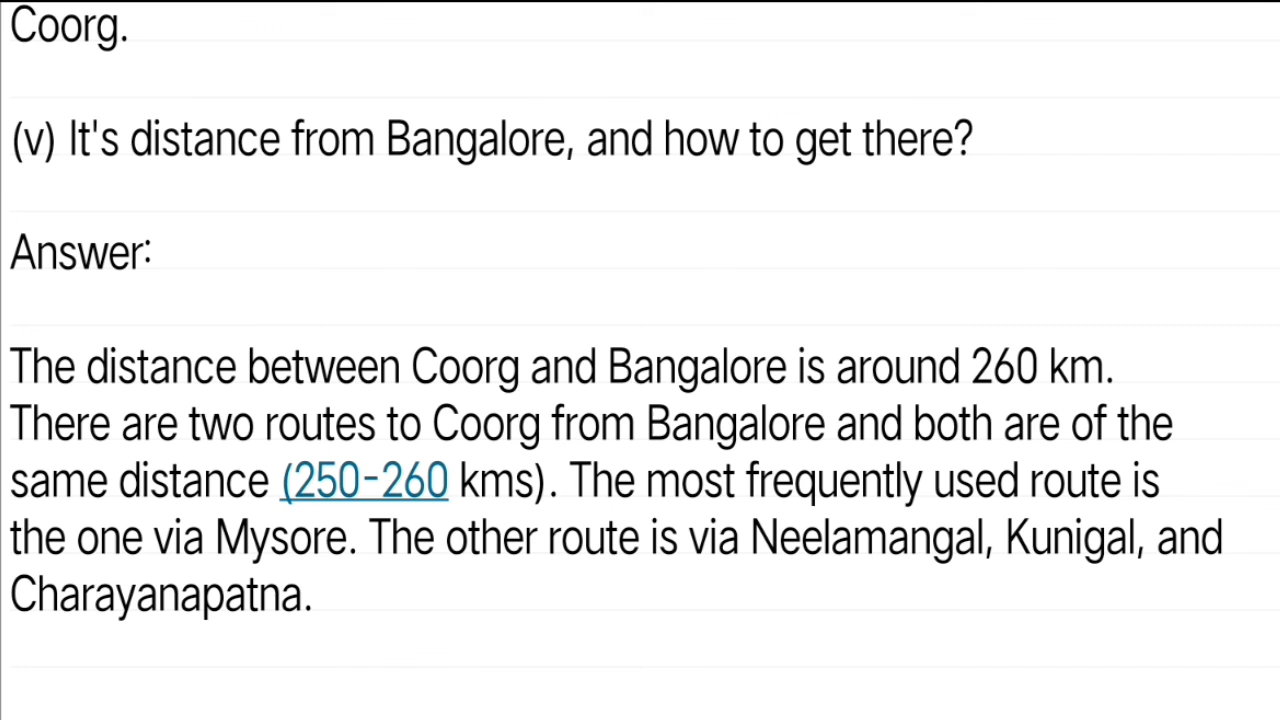 Coorg.
(v) It's distance from Bangalore, and how to get there?
Answer:
The distance between Coorg and Bangalore is around 260 km.
There are two routes to Coorg from Bangalore and both are of the
same distance (250-260 kms). The most frequently used route is
the one via Mysore. The other route is via Neelamangal, Kunigal, and
Charayanapatna.